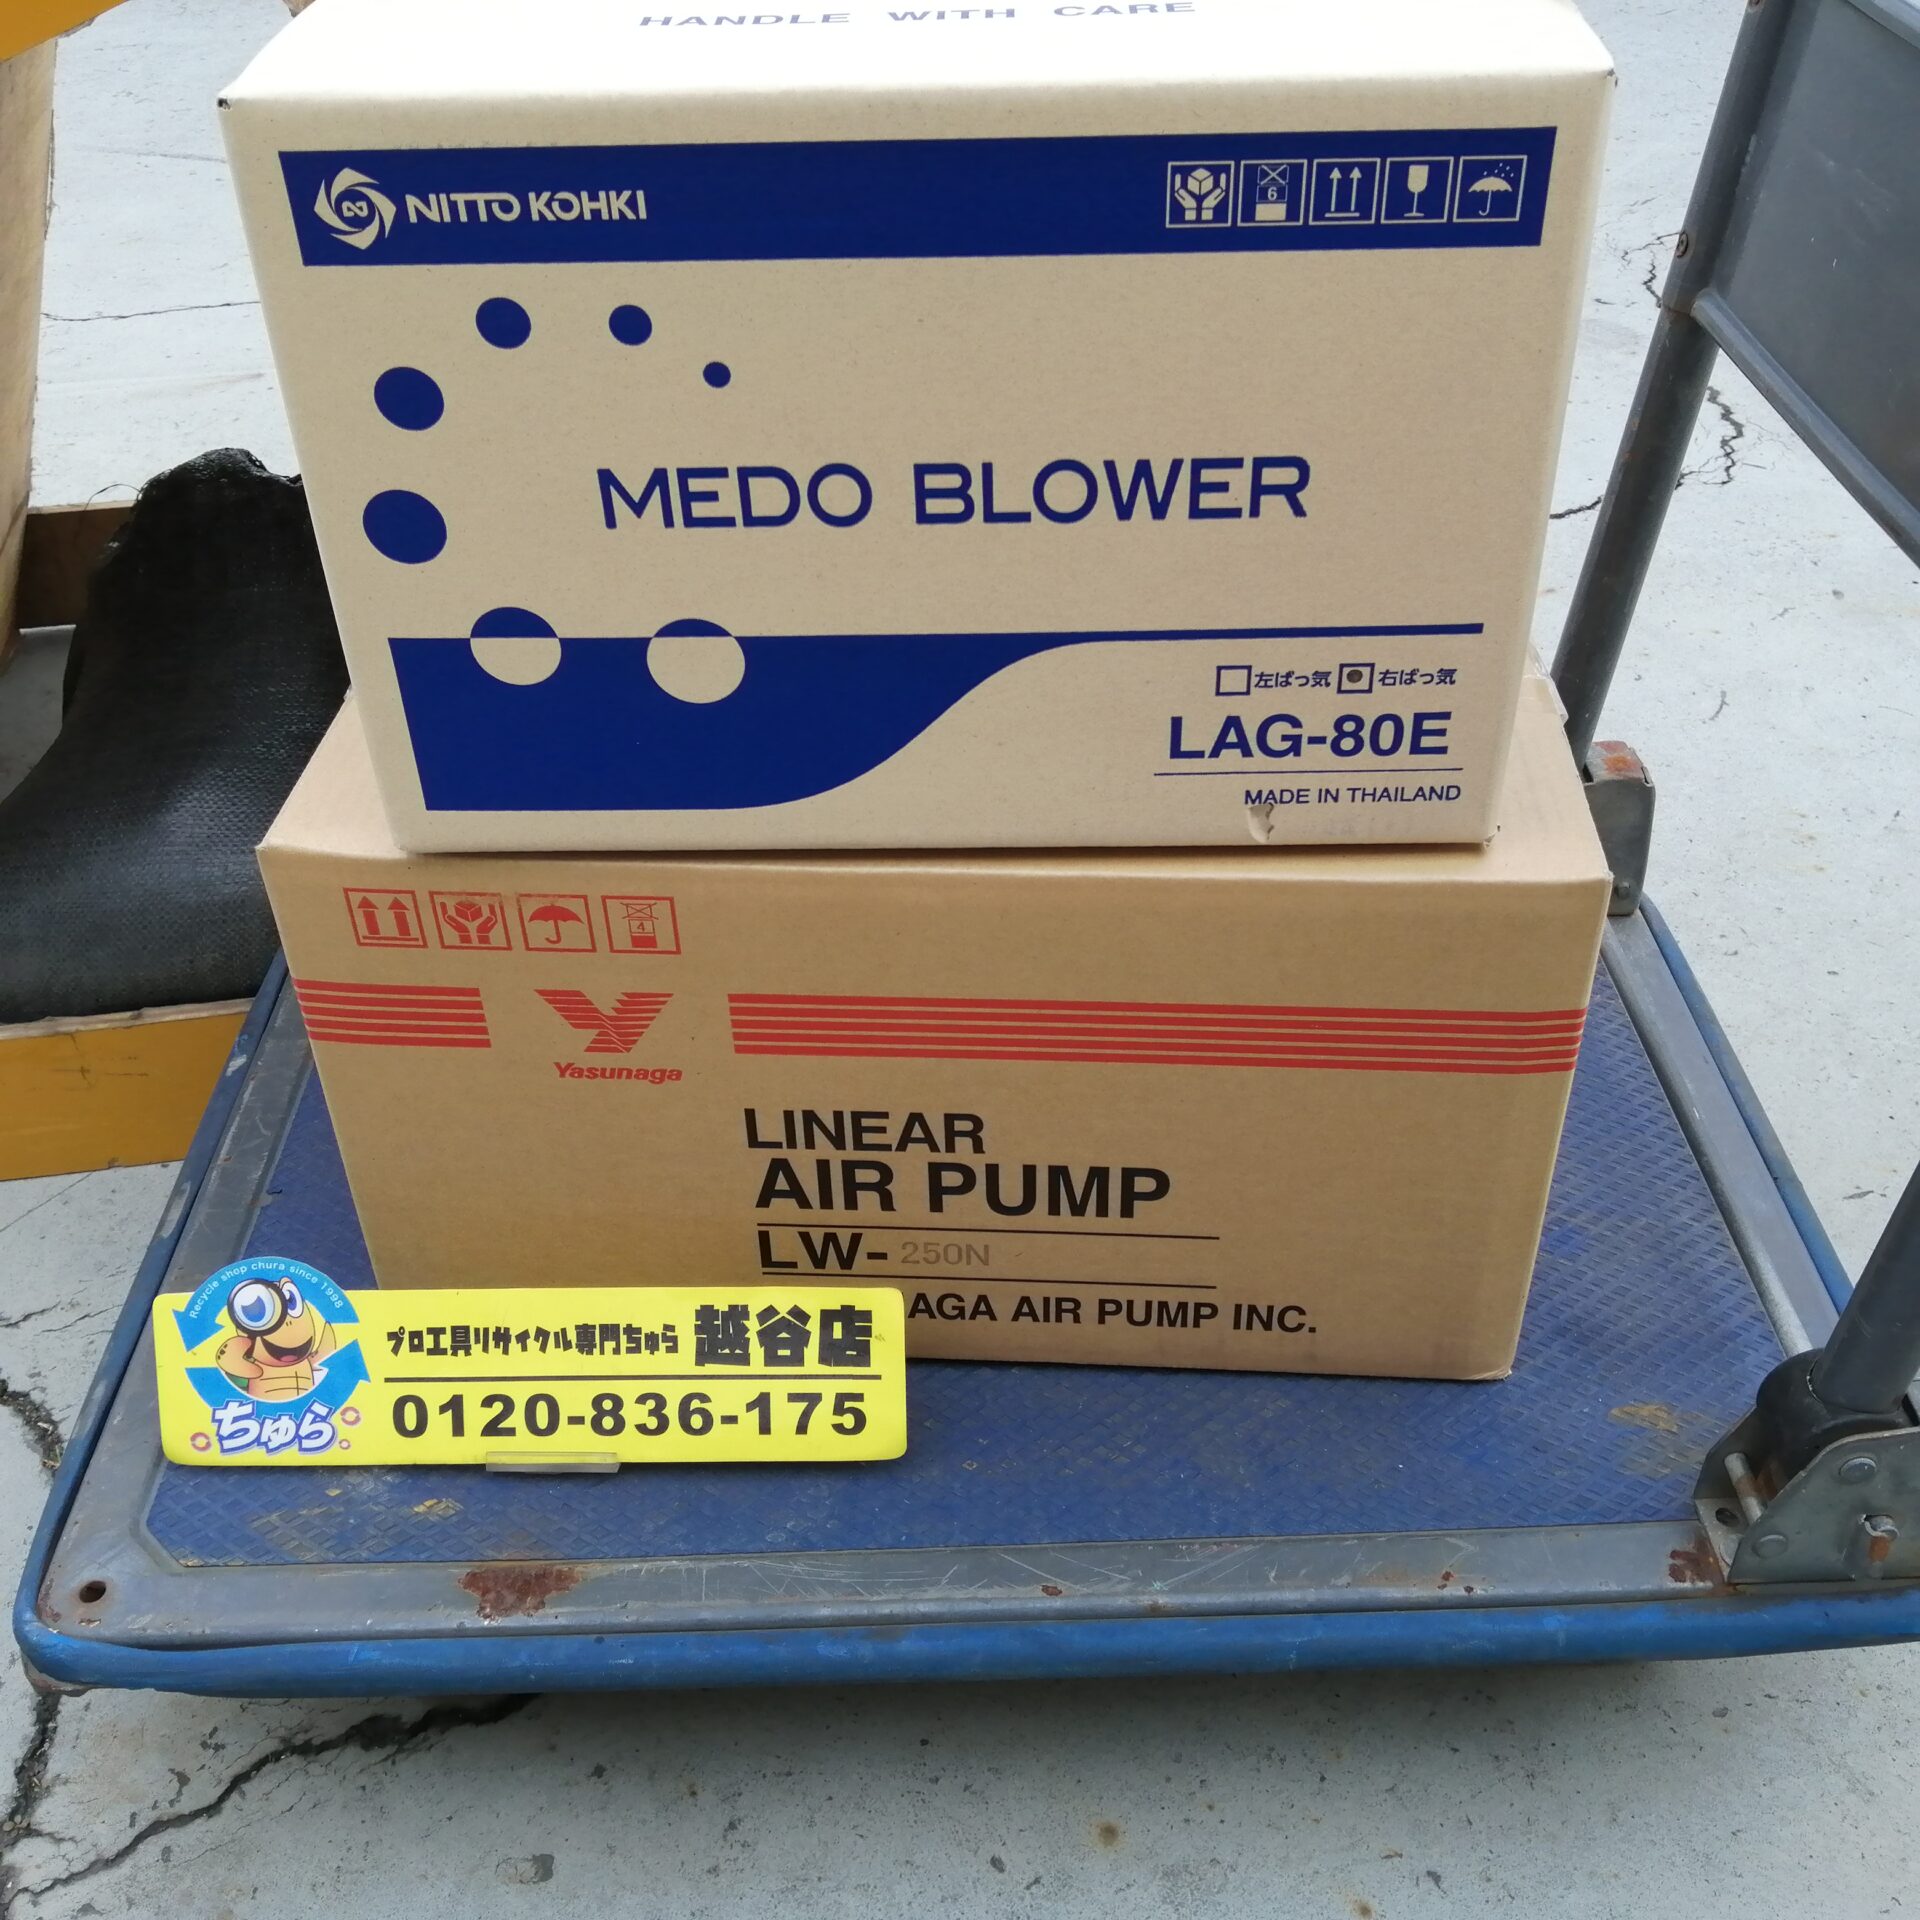 HANDLE WITH CARE
NITTO KOHKI
6
MEDO BLOWER
左ばっ気 右ばっ気
LAG-80E
MADE IN THAILAND
4
Yasunaga
LINEAR
AIR PUMP
LW-250N
AGA AIR PUMP INC.
Recycle shop chura since 1998
ちゅら
プロ工具リサイクル専門ちゅら 越谷店
0120-836-175